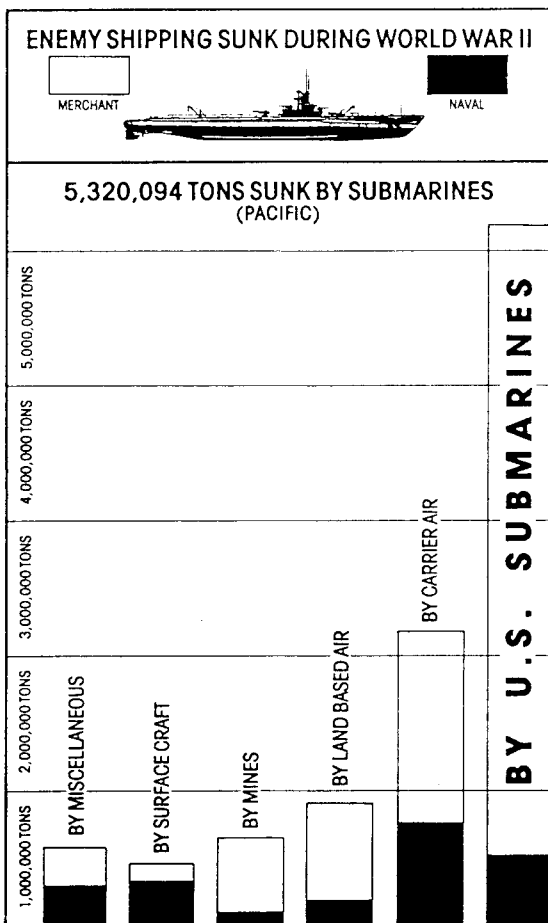 ENEMY SHIPPING SUNK DURING WORLD WAR II
MERCHANT
NAVAL
5,320,094 TONS SUNK BY SUBMARINES
(PACIFIC)
5,000,000 TONS
4,000,000 TONS
3,000,000 TONS
2,000,000 TONS
1,000,000 TONS
BY MISCELLANEOUS
BY SURFACE CRAFT
BY MINES
BY LAND BASED AIR
BY CARRIER AIR
BY U.S. SUBMARINES